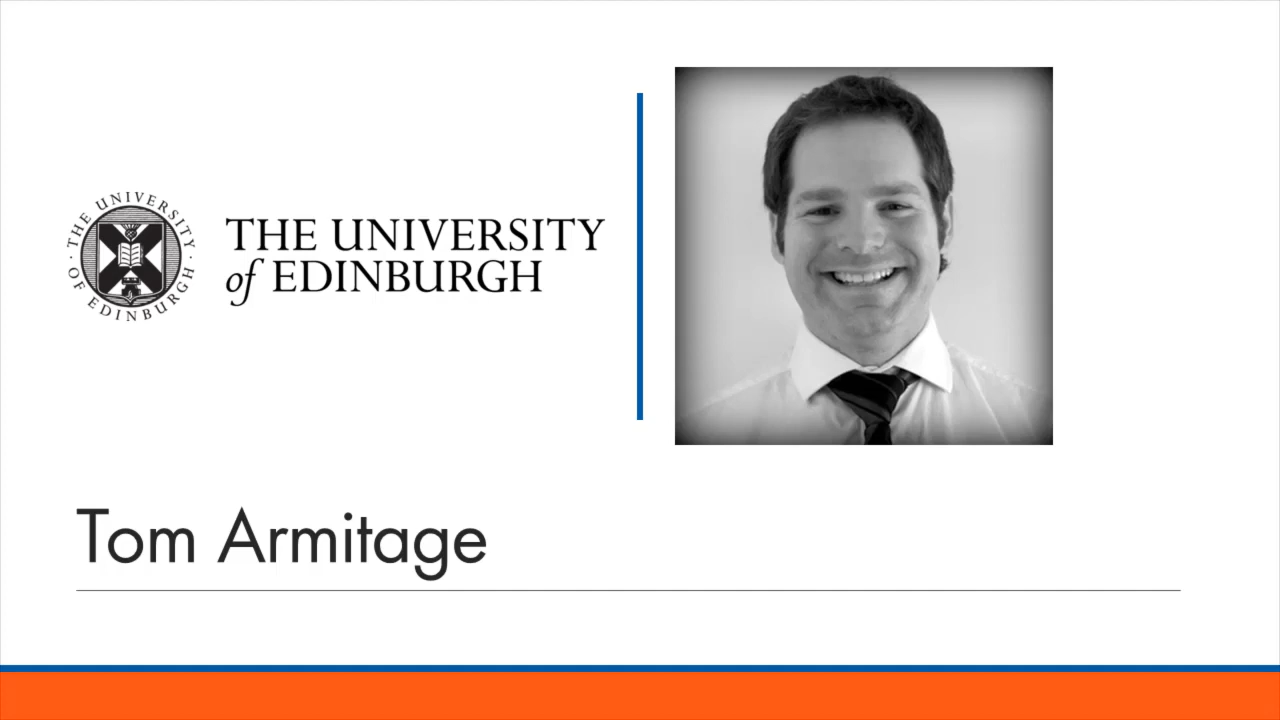 THE UNIVERSITY
OF EDINBURGH
THE UNIVERSITY
of EDINBURGH
Tom Armitage